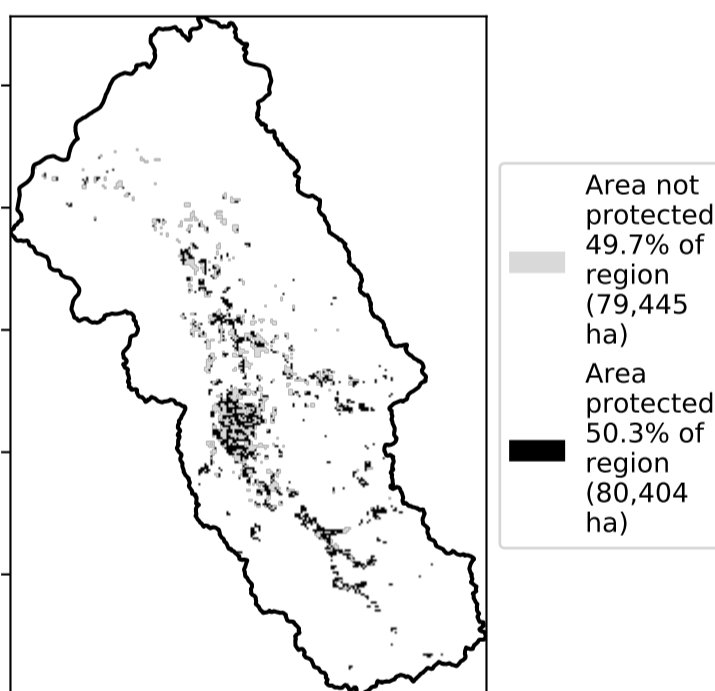 Area not
protected
49.7% of
region
(79,445
ha)
Area
protected
50.3% of
region
(80,404
ha)